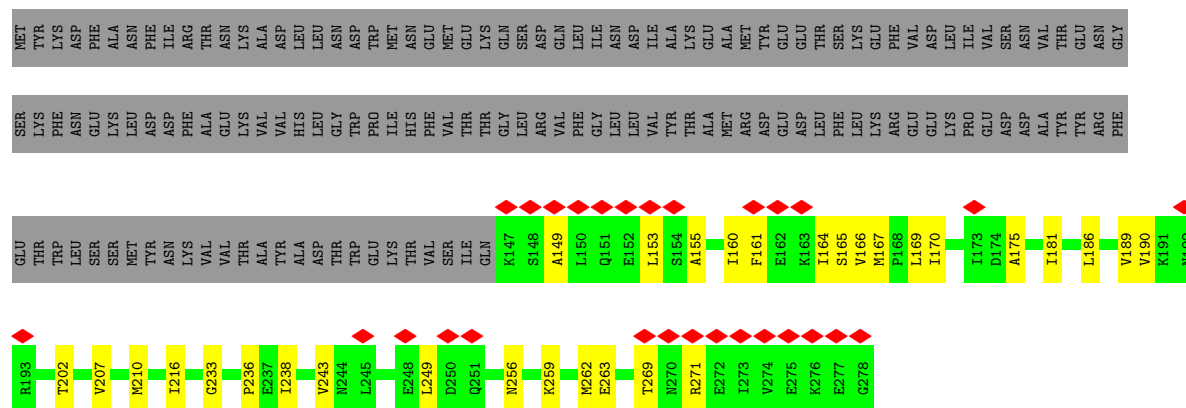 MET TYR LYS ASP PHE ALA ASN PHE ILE ARG THR ASN LYS ALA ASP LEU LEU ASN ASP TRP MET ASN GLU MET GLU LYS GLN SER ASP GLN LEU ILE ASN ASP ILE ALA LYS GLU ALA MET TYR GLU GLU THR SER LYS GLU PHE VAL ASP LEU ILE VAL SER ASN VAL THR GLU ASN GLY
SER LYS PHE ASN GLU LYS LEU ASP ASP PHE ALA GLU LYS VAL VAL HIS LEU GLY TRP PRO ILE HIS PHE VAL THR THR GLY LEU ARG VAL PHE GLY LEU LEU VAL TYR THR ALA MET ARG ASP GLU ASP LEU PHE LEU LYS ARG GLU GLU LYS PRO GLU ASP ASP ALA TYR TYR ARG PHE
GLU THR TRP LEU SER SER MET TYR ASN LYS VAL VAL THR ALA TYR ALA ASP THR TRP GLU LYS THR VAL SER ILE GLN K147 S148 A149 L150 Q151 E152 L153 S154 A155 I160 F161 E162 K163 I164 S165 V166 M167 P168 L169 I170 I173 D174 A175 I181 L186 V189 V190 K191
R193 T202 V207 M210 I216 G233 P236 E237 I238 V243 N244 L245 E248 L249 D250 Q251 N256 K259 M262 E263 T269 N270 R271 E272 I273 V274 E275 K276 E277 G278